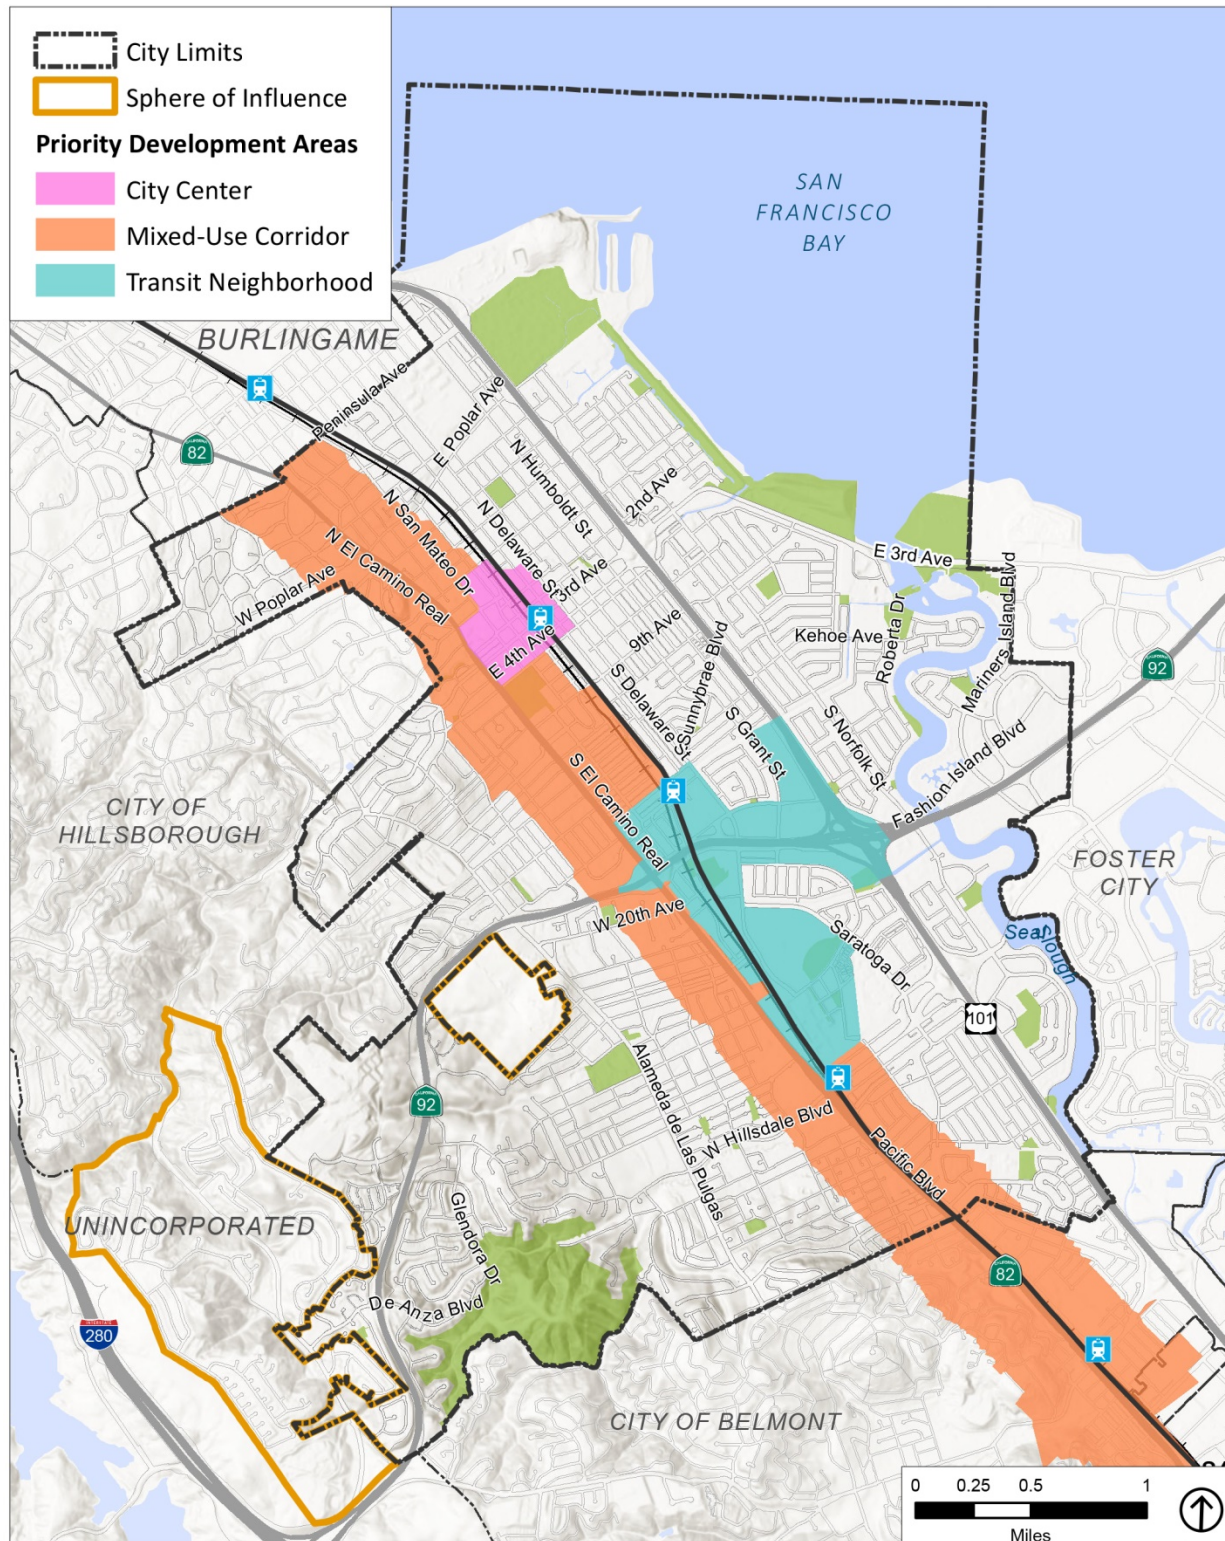 City Limits
Sphere of Influence
Priority Development Areas
City Center
Mixed-Use Corridor
Transit Neighborhood
SAN
FRANCISCO
BAY
BURLINGAME
Peninsula Ave
E Poplar Ave
82
N Humboldt St
2nd Ave
N San Mateo Dr
N Delaware St
3rd Ave
E 3rd Ave
N El Camino Real
W Poplar Ave
E 4th Ave
9th Ave
Kehoe Ave
Roberta Dr
Mariners Island Blvd
92
S Delaware St
Sunnybrae Blvd
S Grant St
S Norfolk St
Fashion Island Blvd
S El Camino Real
CITY OF
HILLSBOROUGH
FOSTER
CITY
W 20th Ave
Saratoga Dr
Seal
Slough
101
92
Alameda de Las Pulgas
W Hillsdale Blvd
Pacific Blvd
UNINCORPORATED
Glendora Dr
De Anza Blvd
82
280
CITY OF BELMONT
0 0.25 0.5 1
Miles